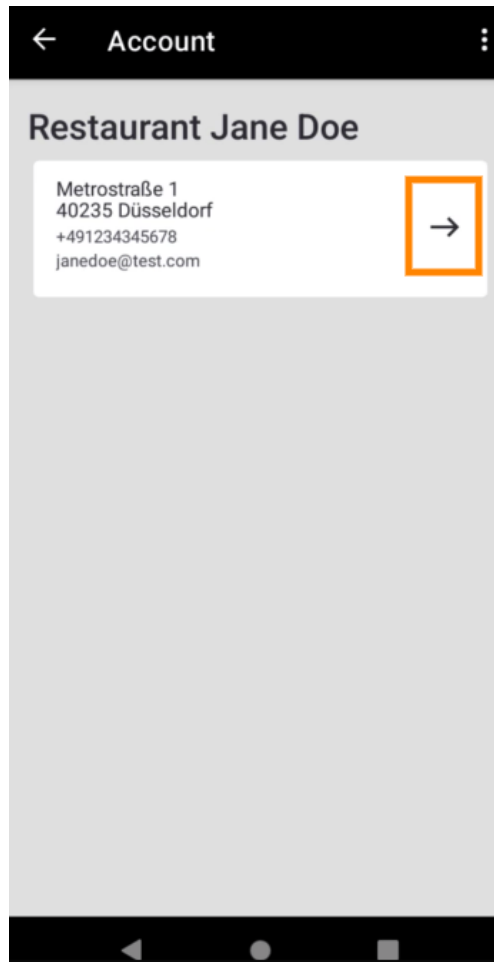 Account
Restaurant Jane Doe
Metrostraße 1
40235 Düsseldorf
+491234345678
janedoe@test.com